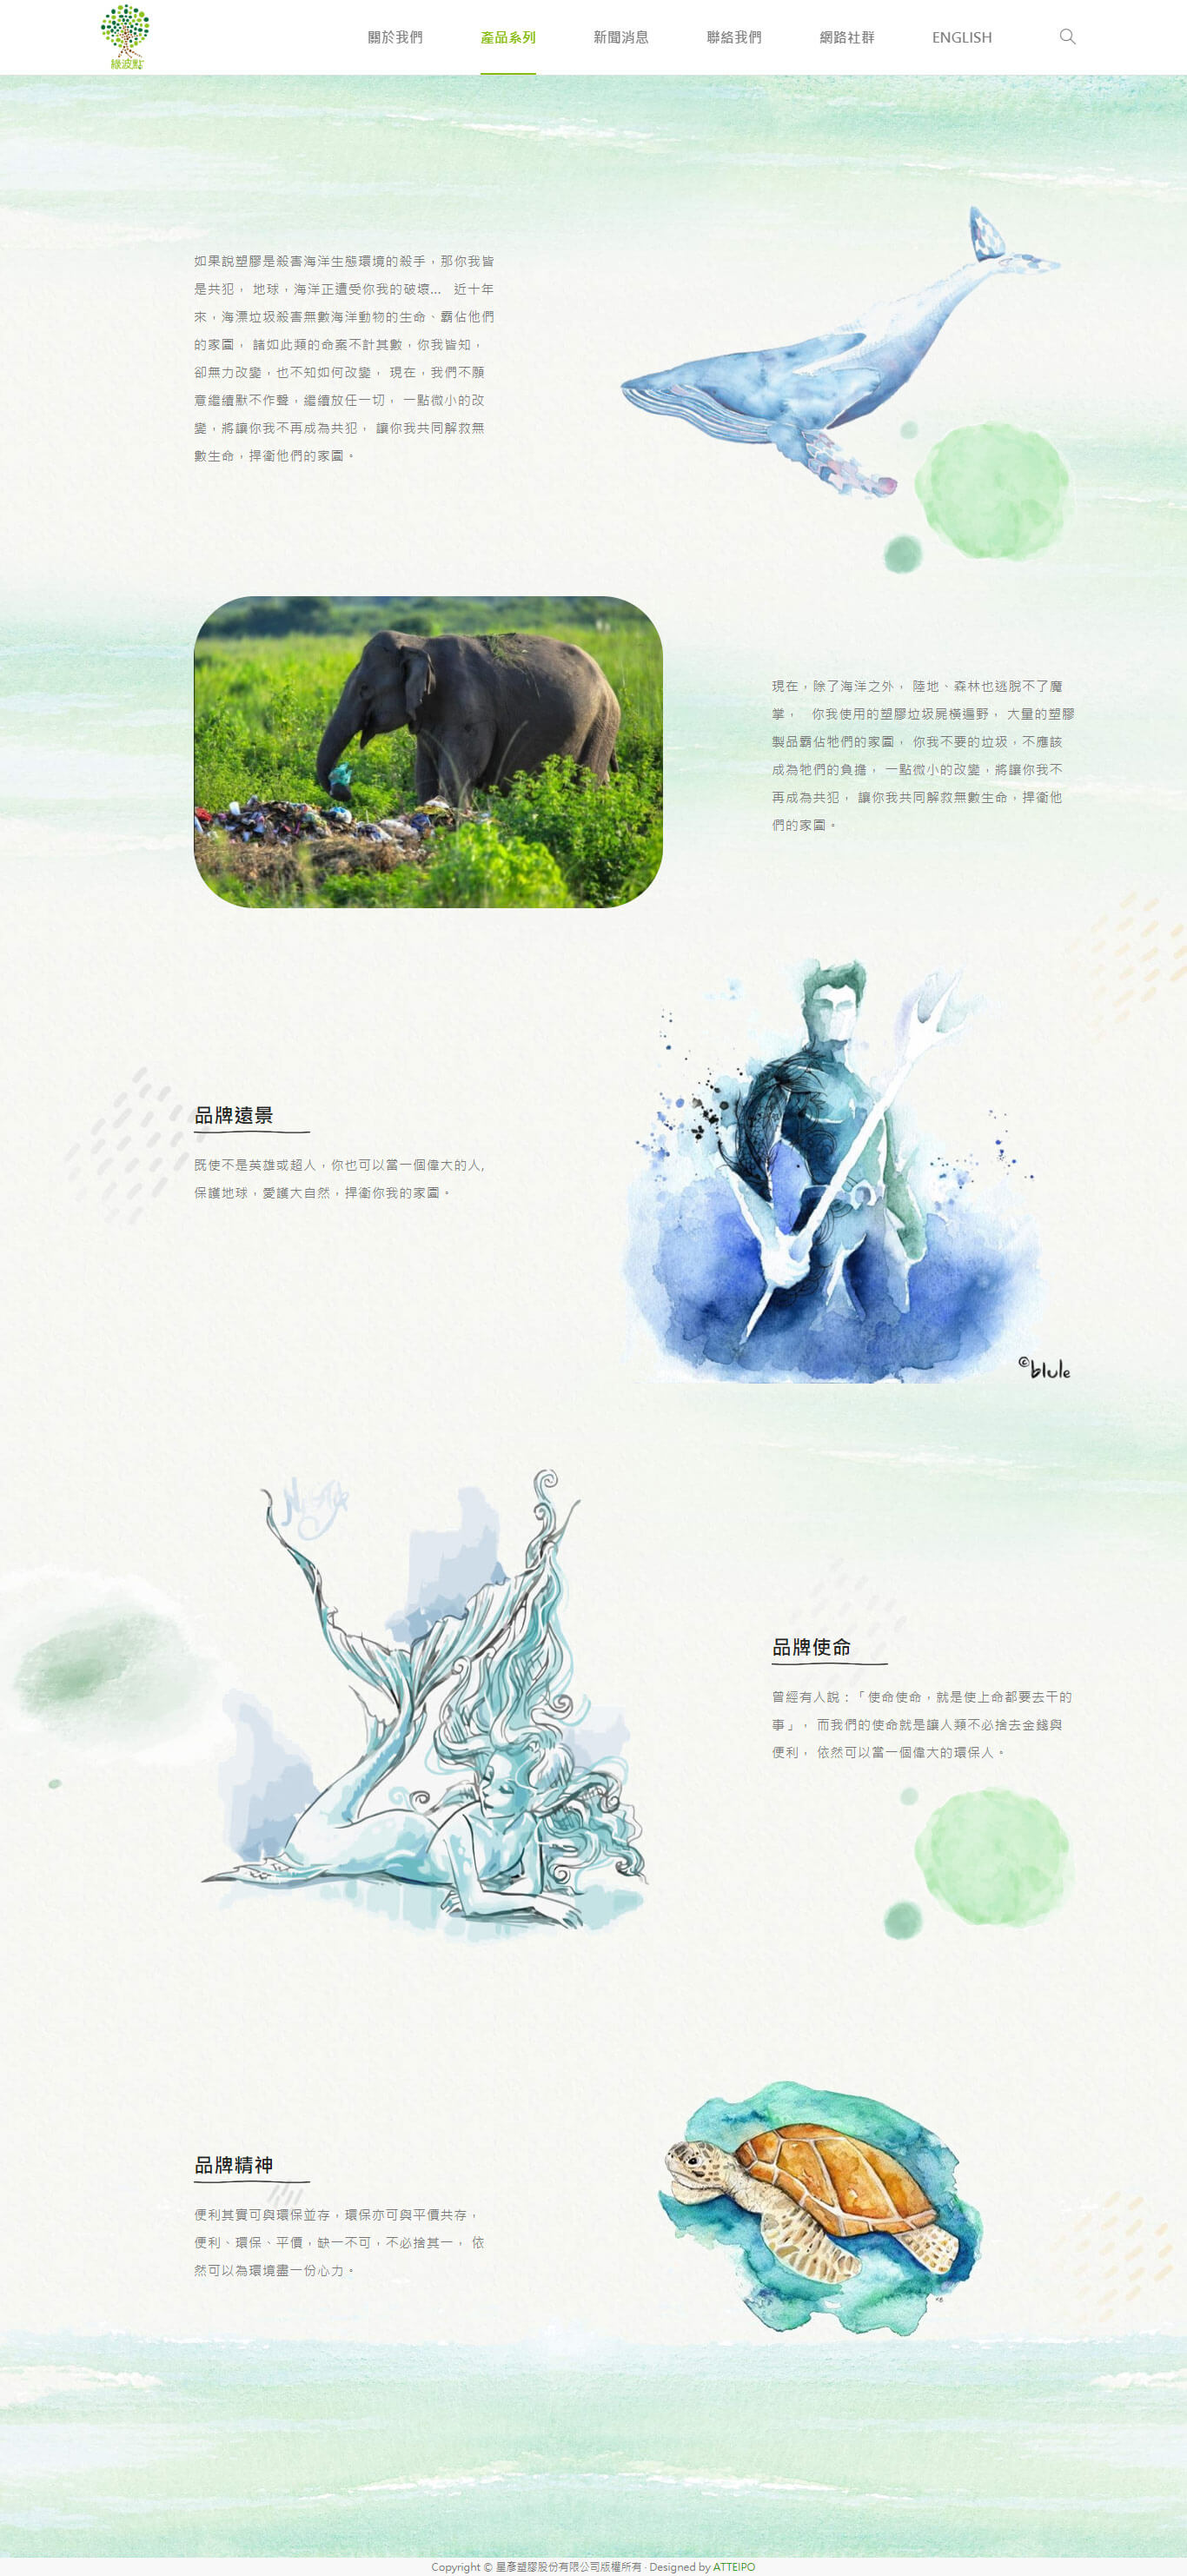 綠波點
關於我們
產品系列
新聞消息
聯絡我們
網路社群
ENGLISH
如果說塑膠是殺害海洋生態環境的殺手，那你我皆
是共犯， 地球，海洋正遭受你我的破壞... 近十年
來，海漂垃圾殺害無數海洋動物的生命、霸佔他們
的家園， 諸如此類的命案不計其數，你我皆知，
卻無力改變，也不知如何改變， 現在，我們不願
意繼續默不作聲，繼續放任一切， 一點微小的改
變，將讓你我不再成為共犯， 讓你我共同解救無
數生命，捍衛他們的家園。
現在，除了海洋之外， 陸地、森林也逃脫不了魔
掌， 你我使用的塑膠垃圾屍橫遍野， 大量的塑膠
製品霸佔牠們的家園， 你我不要的垃圾，不應該
成為牠們的負擔， 一點微小的改變，將讓你我不
再成為共犯， 讓你我共同解救無數生命，捍衛他
們的家園。
品牌遠景
既使不是英雄或超人，你也可以當一個偉大的人,
保護地球，愛護大自然，捍衛你我的家園。
©blule
品牌使命
曾經有人說：「使命使命，就是使上命都要去干的
事」， 而我們的使命就是讓人類不必捨去金錢與
便利， 依然可以當一個偉大的環保人。
品牌精神
便利其實可與環保並存，環保亦可與平價共存，
便利、環保、平價，缺一不可，不必捨其一， 依
然可以為環境盡一份心力。
Copyright © 星彥塑膠股份有限公司版權所有 · Designed by ATTEIPO